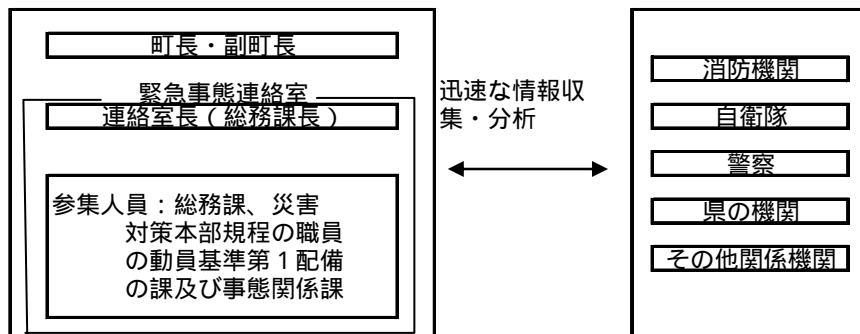 町長・副町長
緊急事態連絡室
連絡室長（総務課長）
参集人員：総務課、災害
対策本部規程の職員
の動員基準第１配備
の課及び事態関係課
迅速な情報収
集・分析
消防機関
自衛隊
警察
県の機関
その他関係機関